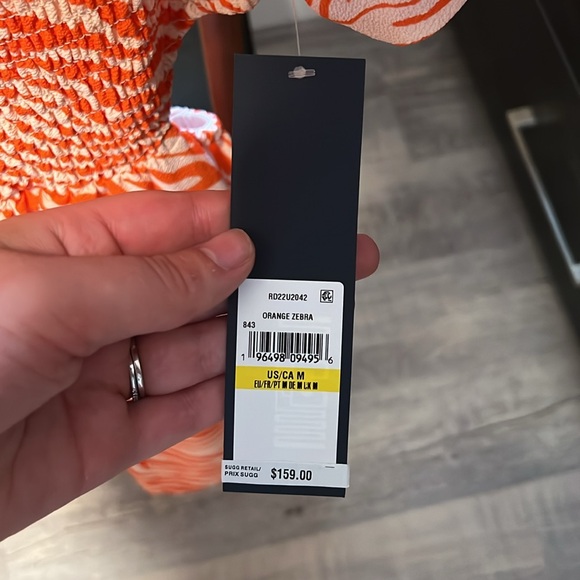 RD22U2042
ORANGE ZEBRA
843
1 96498 09495 6
US/CA M
EU/FR/PT M DE M LX M
SUGG RETAIL/
PRIX SUGG $159.00